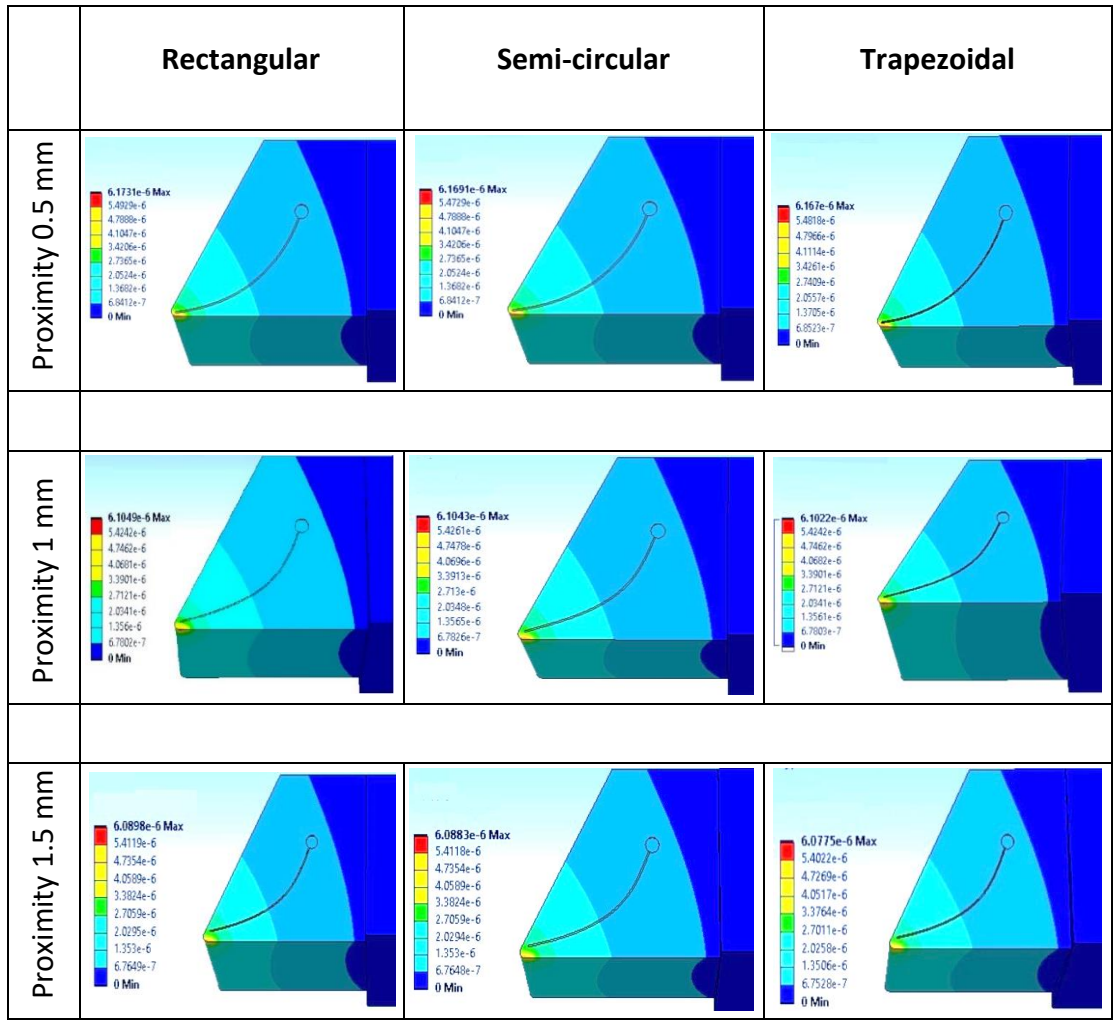 Rectangular
Semi-circular
Trapezoidal
Proximity 0.5 mm
6.1731e-6 Max
5.4929e-6
4.7888e-6
4.1047e-6
3.4206e-6
2.7365e-6
2.0524e-6
1.3682e-6
6.8412e-7
0 Min
6.1691e-6 Max
5.4729e-6
4.7888e-6
4.1047e-6
3.4206e-6
2.7365e-6
2.0524e-6
1.3682e-6
6.8412e-7
0 Min
6.167e-6 Max
5.4818e-6
4.7966e-6
4.1114e-6
3.4261e-6
2.7409e-6
2.0557e-6
1.3705e-6
6.8523e-7
0 Min
Proximity 1 mm
6.1049e-6 Max
5.4242e-6
4.7462e-6
4.0681e-6
3.3901e-6
2.7121e-6
2.0341e-6
1.356e-6
6.7802e-7
0 Min
6.1043e-6 Max
5.4261e-6
4.7478e-6
4.0696e-6
3.3913e-6
2.713e-6
2.0348e-6
1.3565e-6
6.7826e-7
0 Min
6.1022e-6 Max
5.4242e-6
4.7462e-6
4.0682e-6
3.3901e-6
2.7121e-6
2.0341e-6
1.3561e-6
6.7803e-7
0 Min
Proximity 1.5 mm
6.0898e-6 Max
5.4119e-6
4.7354e-6
4.0589e-6
3.3824e-6
2.7059e-6
2.0295e-6
1.353e-6
6.7649e-7
0 Min
6.0883e-6 Max
5.4118e-6
4.7354e-6
4.0589e-6
3.3824e-6
2.7059e-6
2.0294e-6
1.353e-6
6.7648e-7
0 Min
6.0775e-6 Max
5.4022e-6
4.7269e-6
4.0517e-6
3.3764e-6
2.7011e-6
2.0258e-6
1.3506e-6
6.7528e-7
0 Min